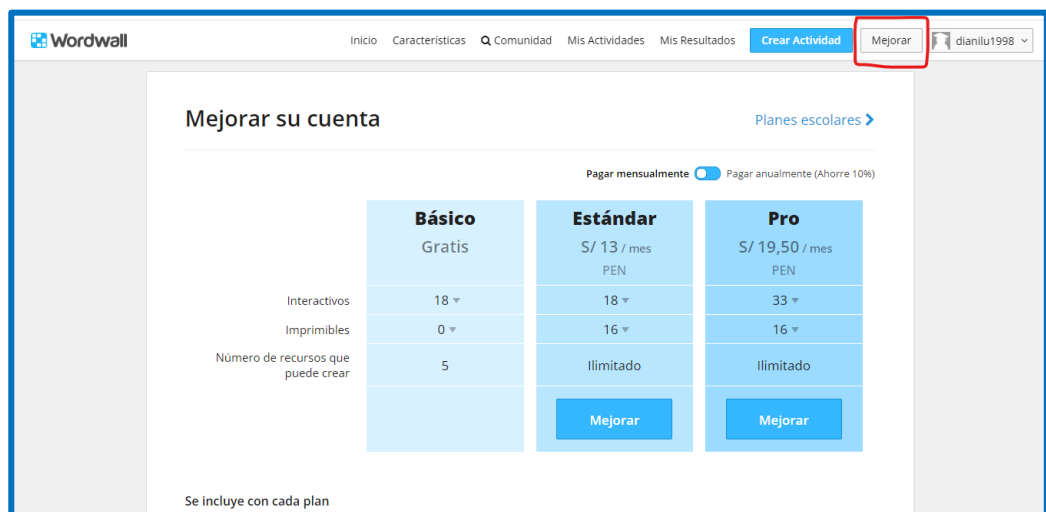 Wordwall
Inicio Características Comunidad Mis Actividades Mis Resultados Crear Actividad Mejorar dianilu1998
Mejorar su cuenta
Planes escolares
Pagar mensualmente Pagar anualmente (Ahorre 10%)
Básico Estándar Pro
Gratis S/ 13 / mes S/ 19,50 / mes
PEN PEN
Interactivos 18 18 33
Imprimibles 0 16 16
Número de recursos que
puede crear 5 Ilimitado Ilimitado
Mejorar Mejorar
Se incluye con cada plan